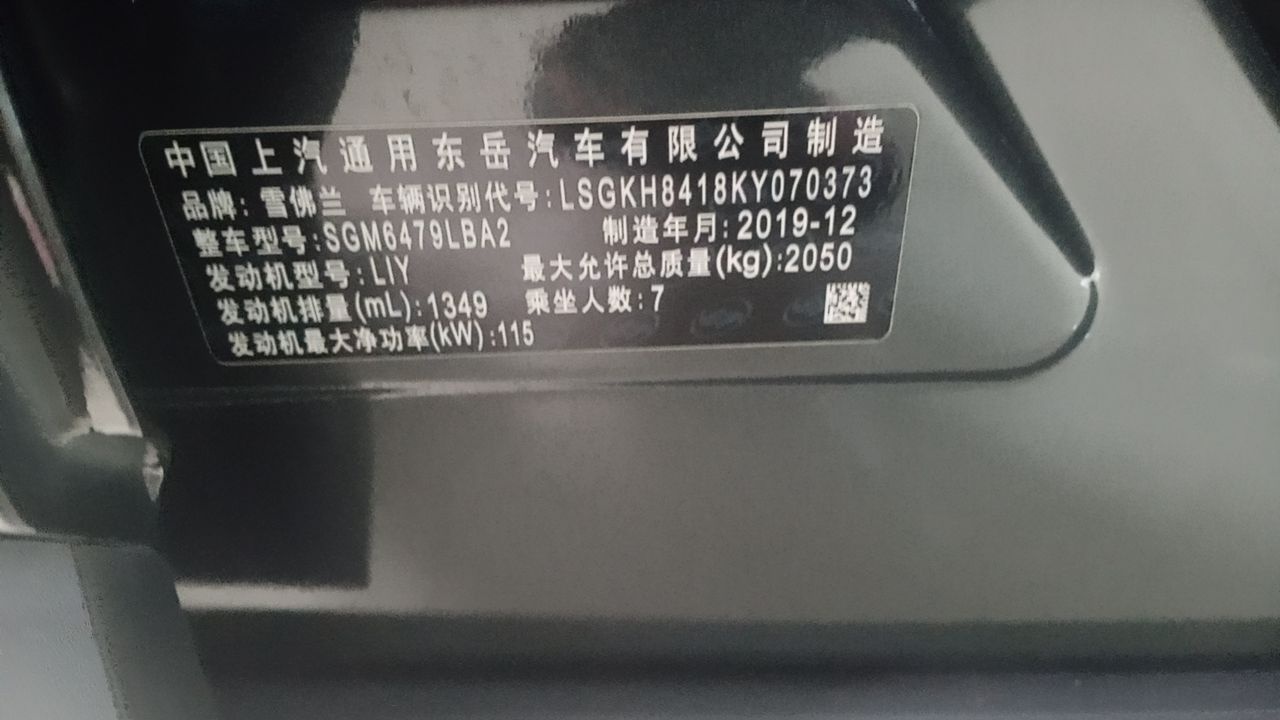 中国上汽通用东岳汽车有限公司制造
品牌: 雪佛兰 车辆识别代号:LSGKH8418KY070373
整车型号:SGM6479LBA2 制造年月:2019-12
发动机型号:LIY 最大允许总质量(kg):2050
发动机排量(mL):1349 乘坐人数:7
发动机最大净功率(kW):115